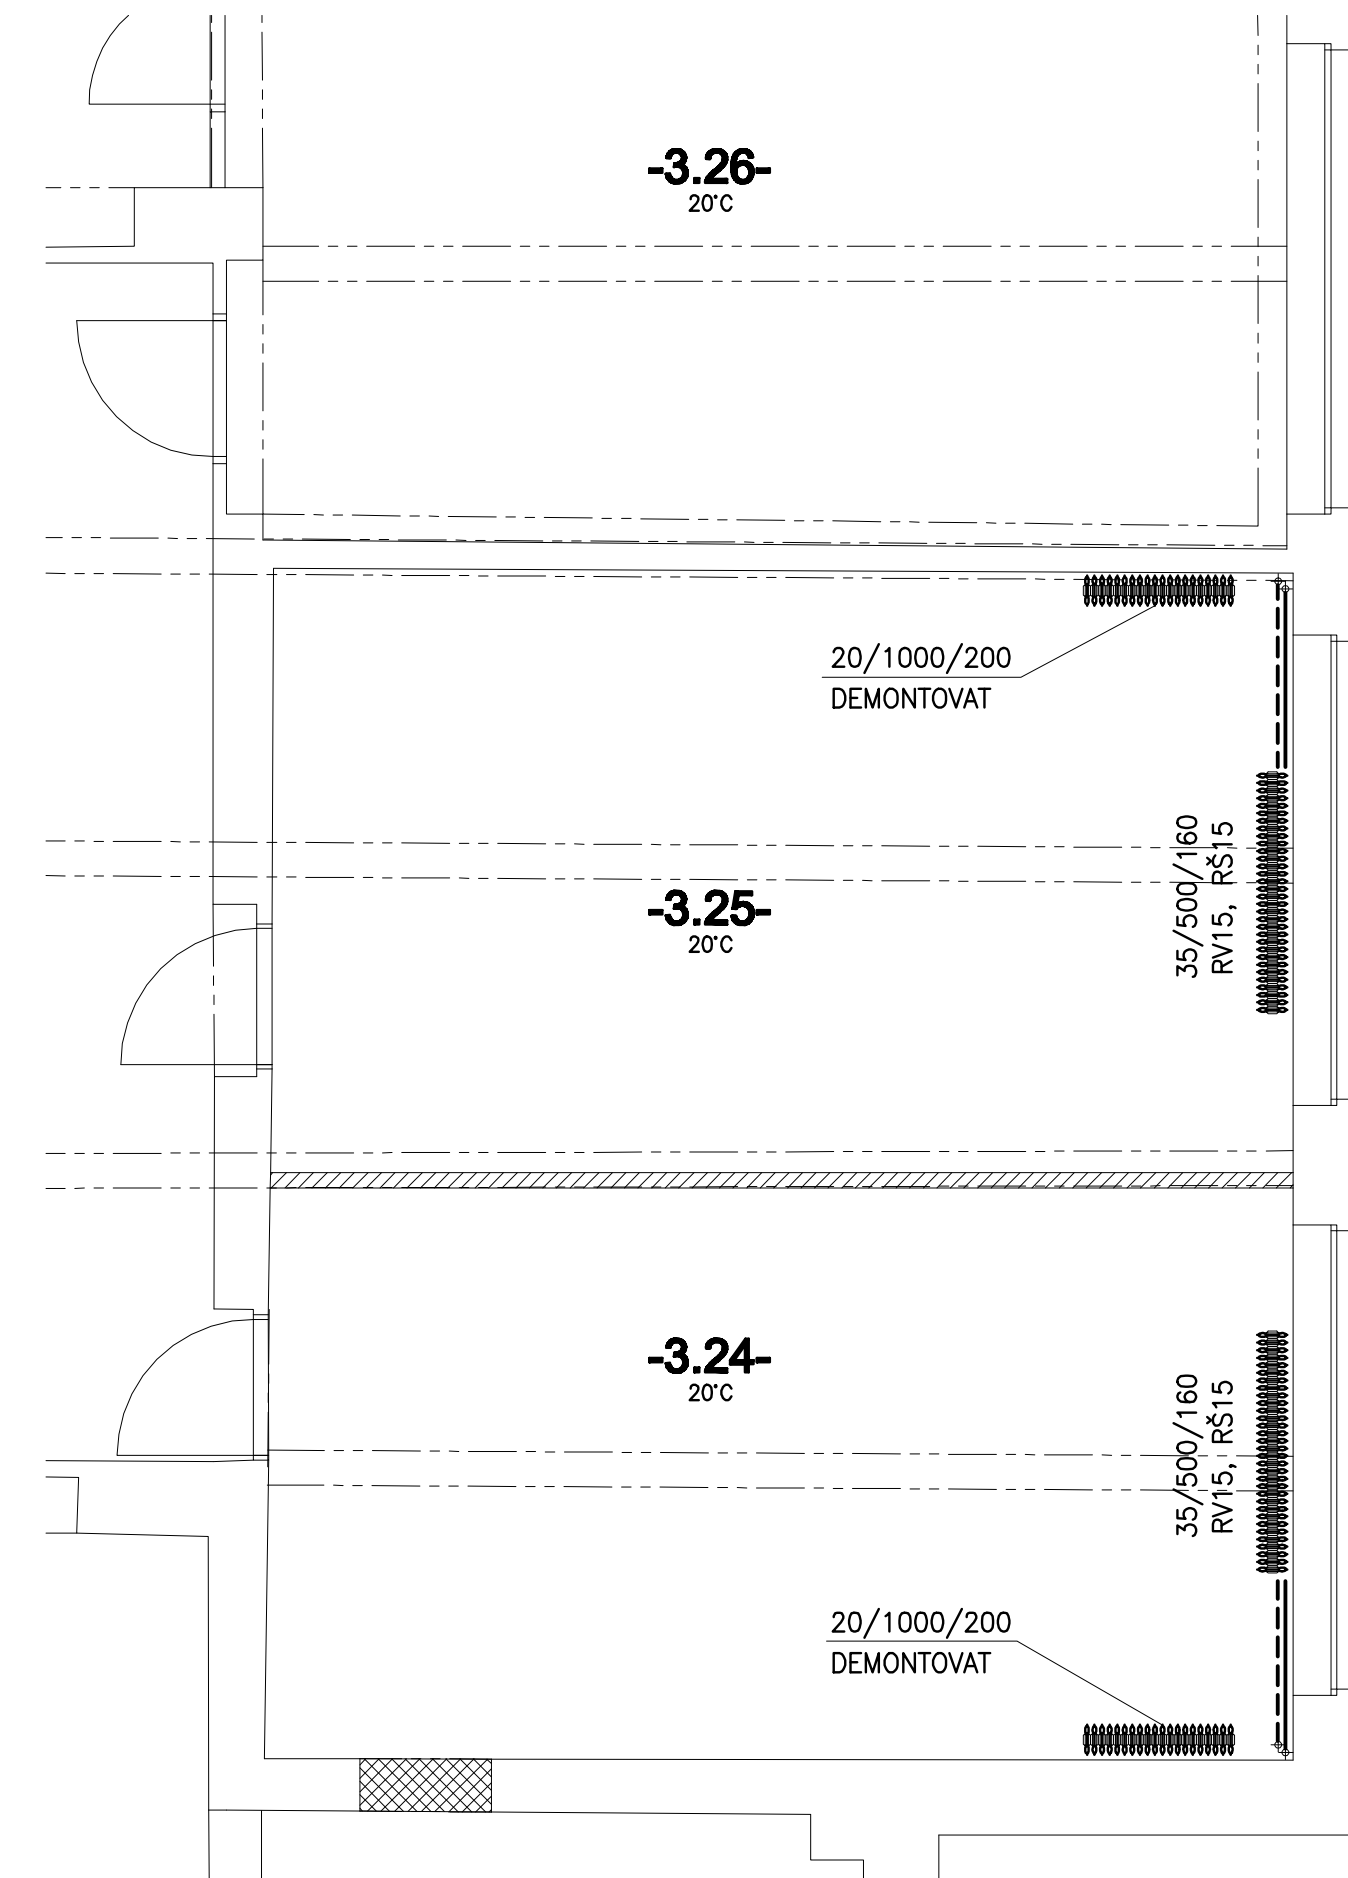 -3.26-
20°C
20/1000/200
DEMONTOVAT
35/500/160
RV15, RŠ15
-3.25-
20°C
-3.24-
20°C
35/500/160
RV15, RŠ15
20/1000/200
DEMONTOVAT